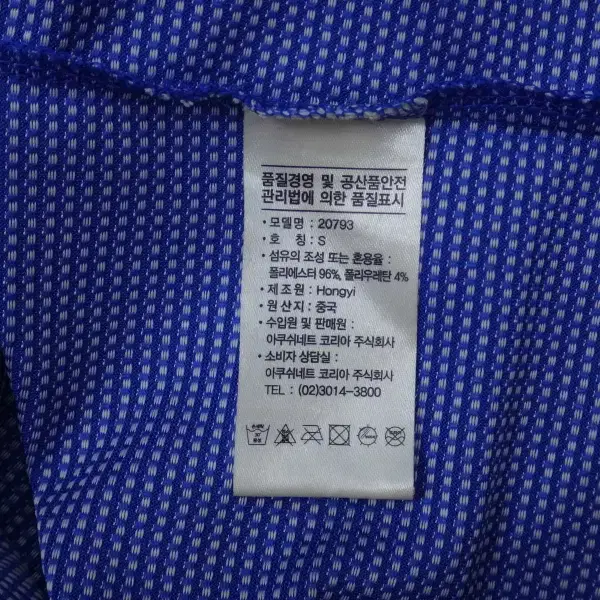 품질경영 및 공산품안전
관리법에 의한 품질표시
• 모델명 : 20793
• 호 칭 : S
• 섬유의 조성 또는 혼용율 :
폴리에스터 96%, 폴리우레탄 4%
• 제 조 원 : Hongyi
• 원 산 지 : 중국
• 수입원 및 판매원 :
아쿠쉬네트 코리아 주식회사
• 소비자 상담실 :
아쿠쉬네트 코리아 주식회사
TEL : (02)3014-3800